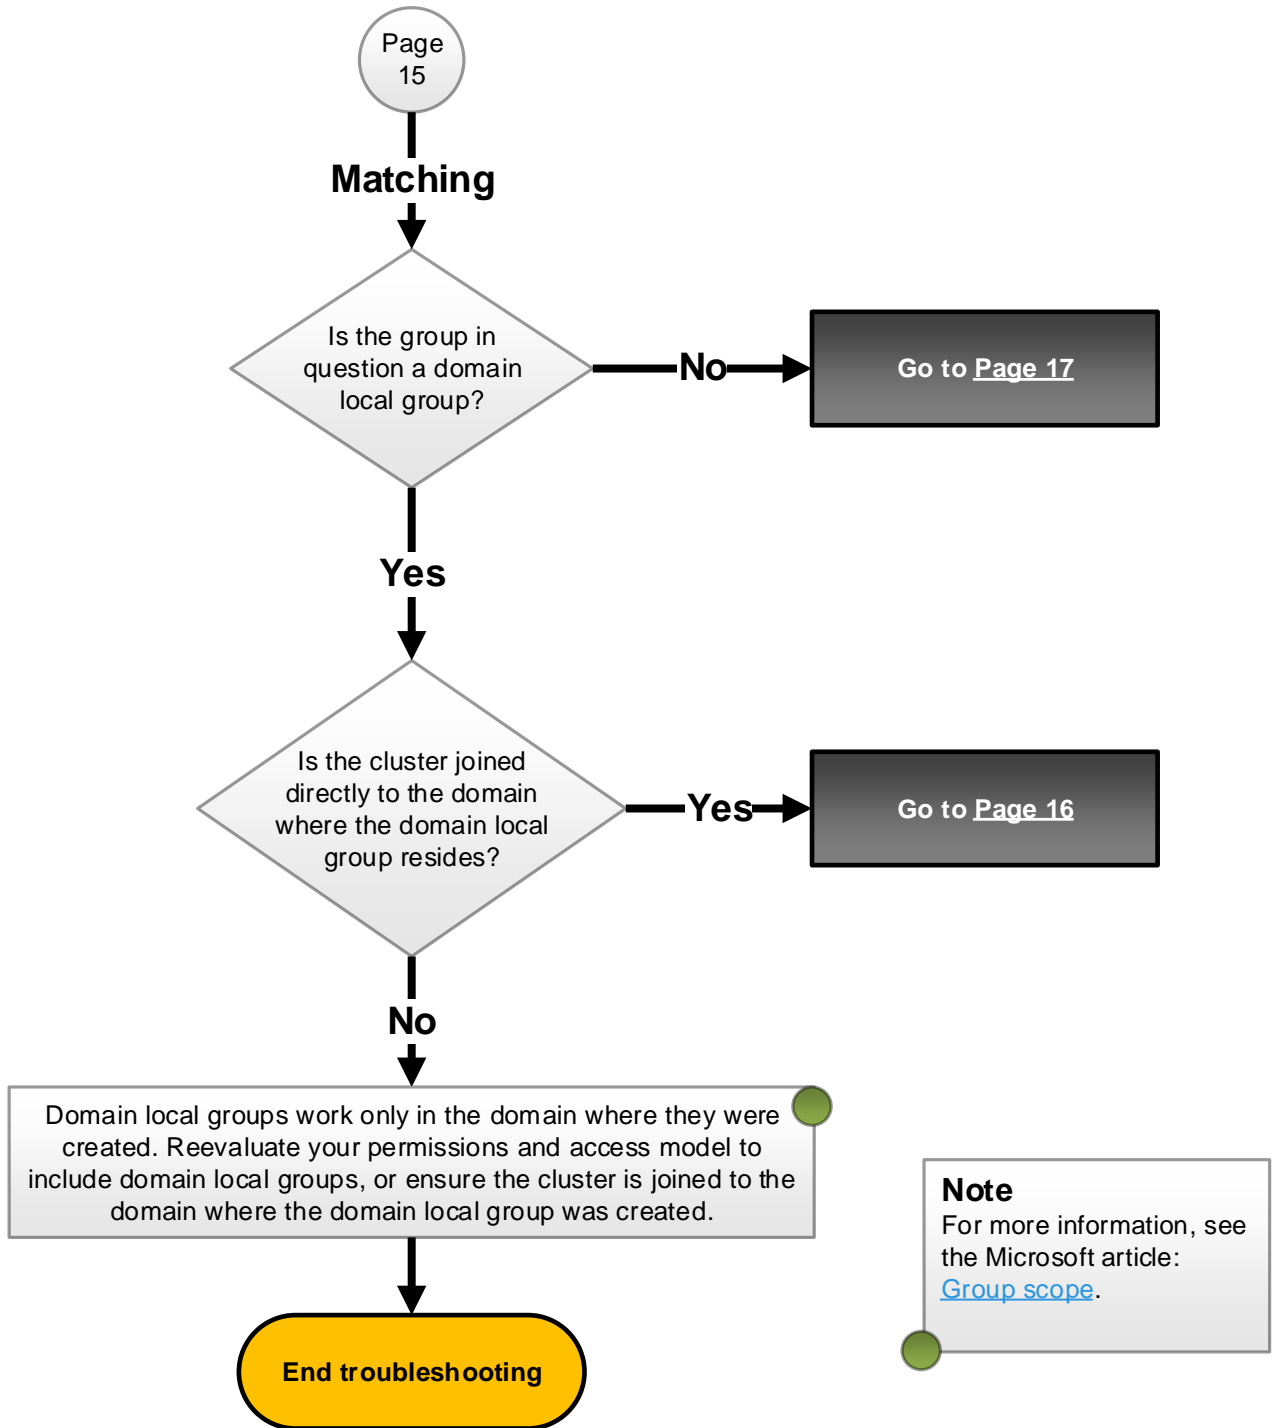 Page
15
Matching
Is the group in
question a domain
local group?
No
Go to Page 17
Yes
Is the cluster joined
directly to the domain
where the domain local
group resides?
Yes
Go to Page 16
No
Domain local groups work only in the domain where they were
created. Reevaluate your permissions and access model to
include domain local groups, or ensure the cluster is joined to the
domain where the domain local group was created.
Note
For more information, see
the Microsoft article:
Group scope.
End troubleshooting